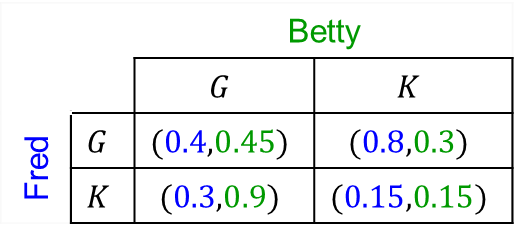 Betty
G K
Fred
G (0.4,0.45) (0.8,0.3)
K (0.3,0.9) (0.15,0.15)